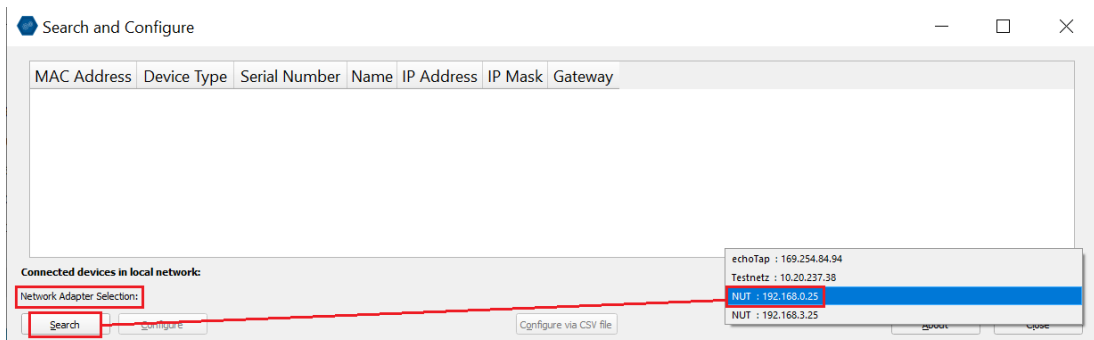 Search and Configure
MAC Address Device Type Serial Number Name IP Address IP Mask Gateway
echoTap : 169.254.84.94
Connected devices in local network:
Testnetz : 10.20.237.38
Network Adapter Selection:
NUT : 192.168.0.25
NUT : 192.168.3.25
Search Configure Configure via CSV file About Close